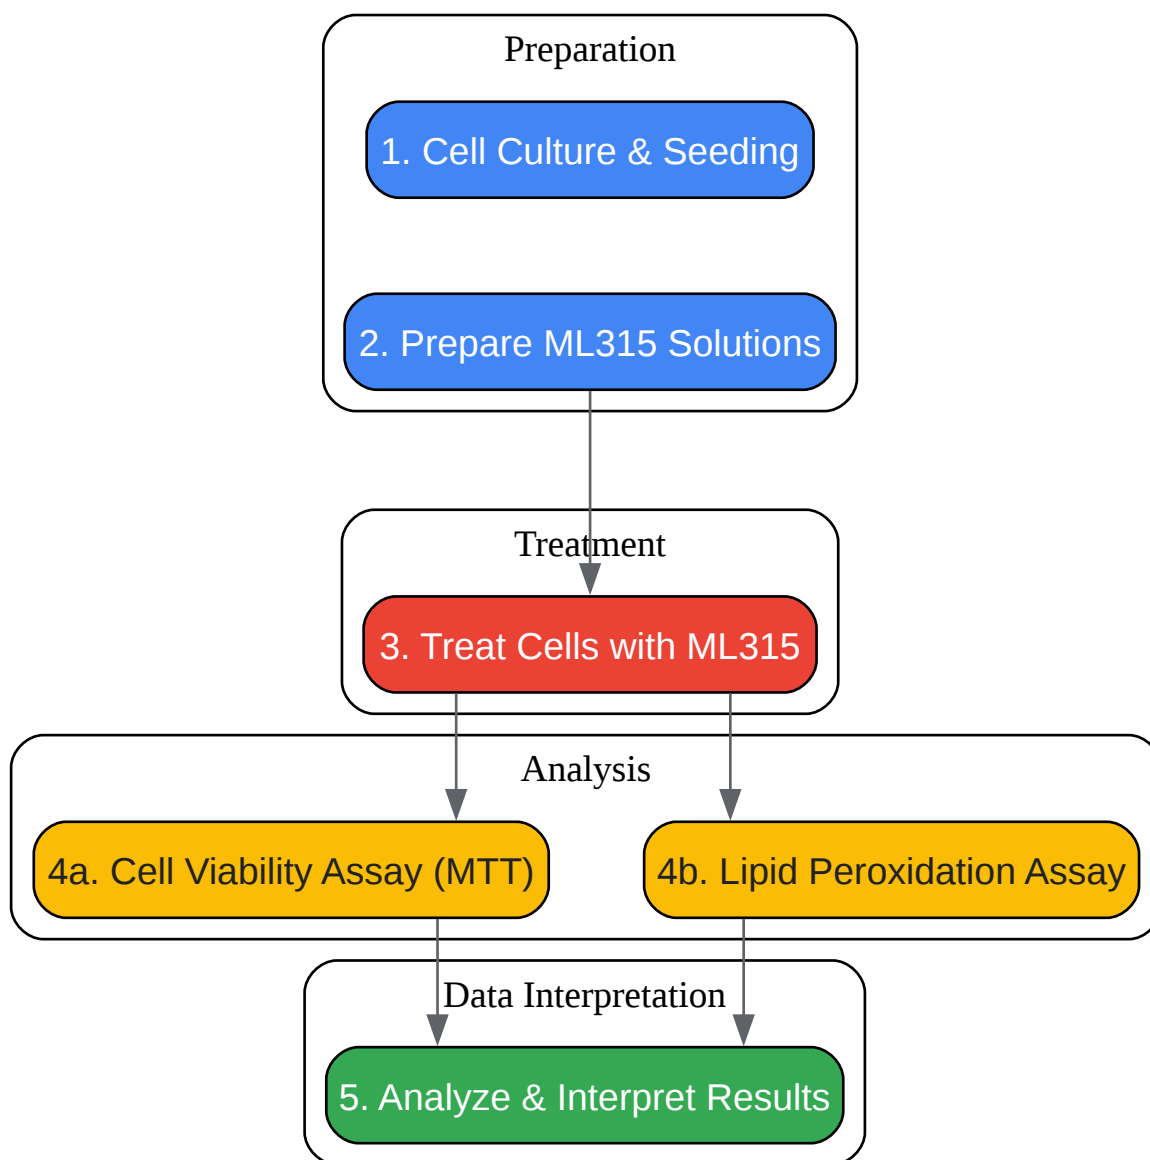 Preparation
1. Cell Culture & Seeding
2. Prepare ML315 Solutions
Treatment
3. Treat Cells with ML315
Analysis
4a. Cell Viability Assay (MTT)
4b. Lipid Peroxidation Assay
Data Interpretation
5. Analyze & Interpret Results